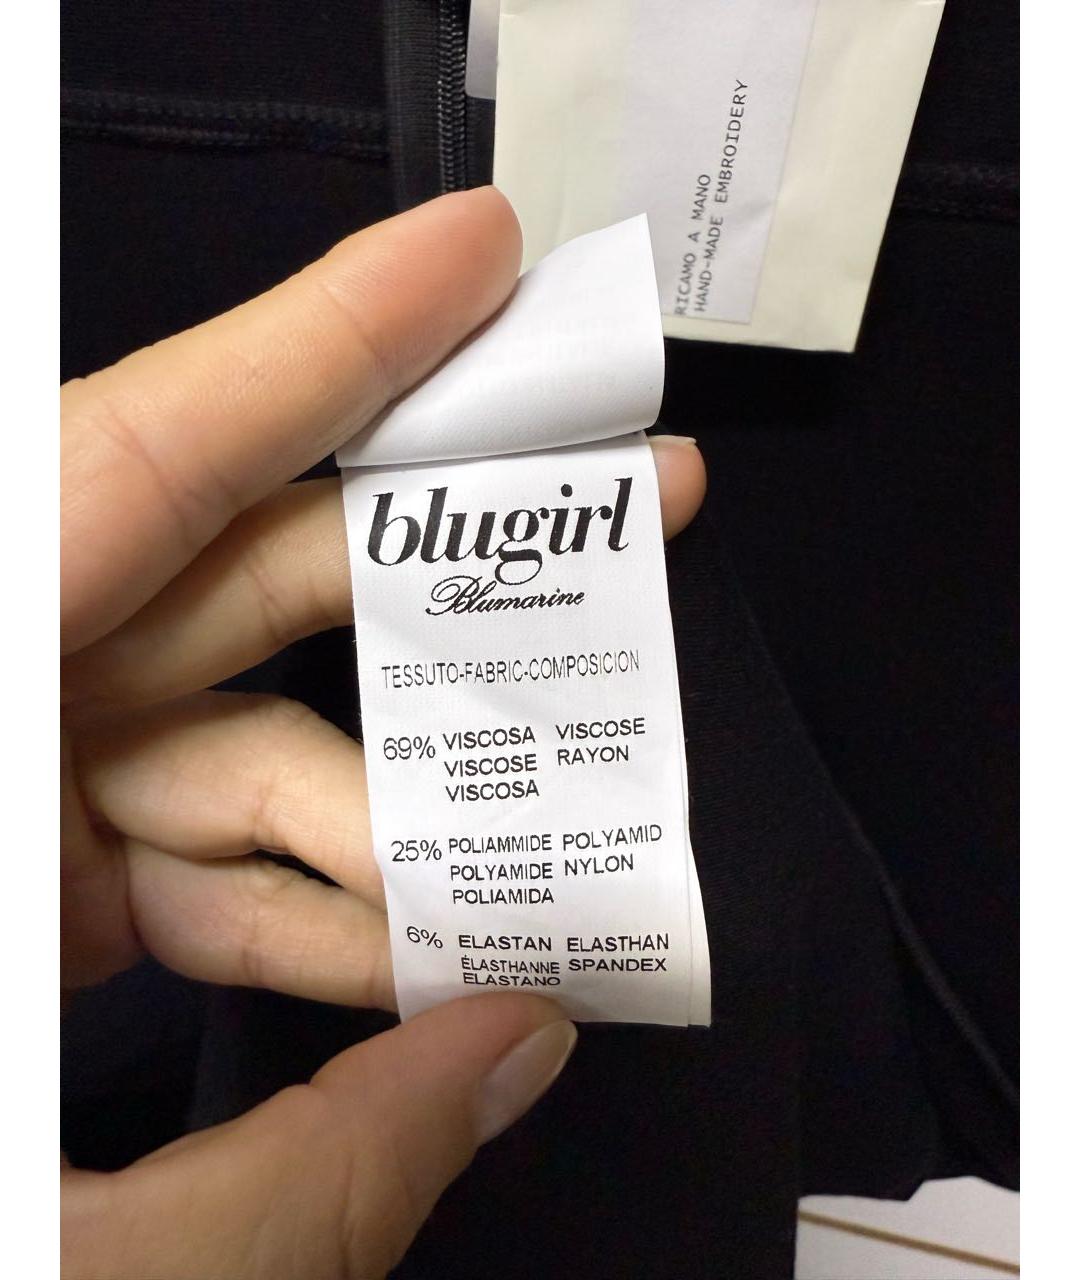 RICAMO A MANO
HAND-MADE EMBROIDERY
blugirl
Blumarine
TESSUTO-FABRIC-COMPOSICION
69% VISCOSA VISCOSE
VISCOSE RAYON
VISCOSA
25% POLIAMMIDE POLYAMID
POLYAMIDE NYLON
POLIAMIDA
6% ELASTAN ELASTHAN
ÉLASTHANNE SPANDEX
ELASTANO